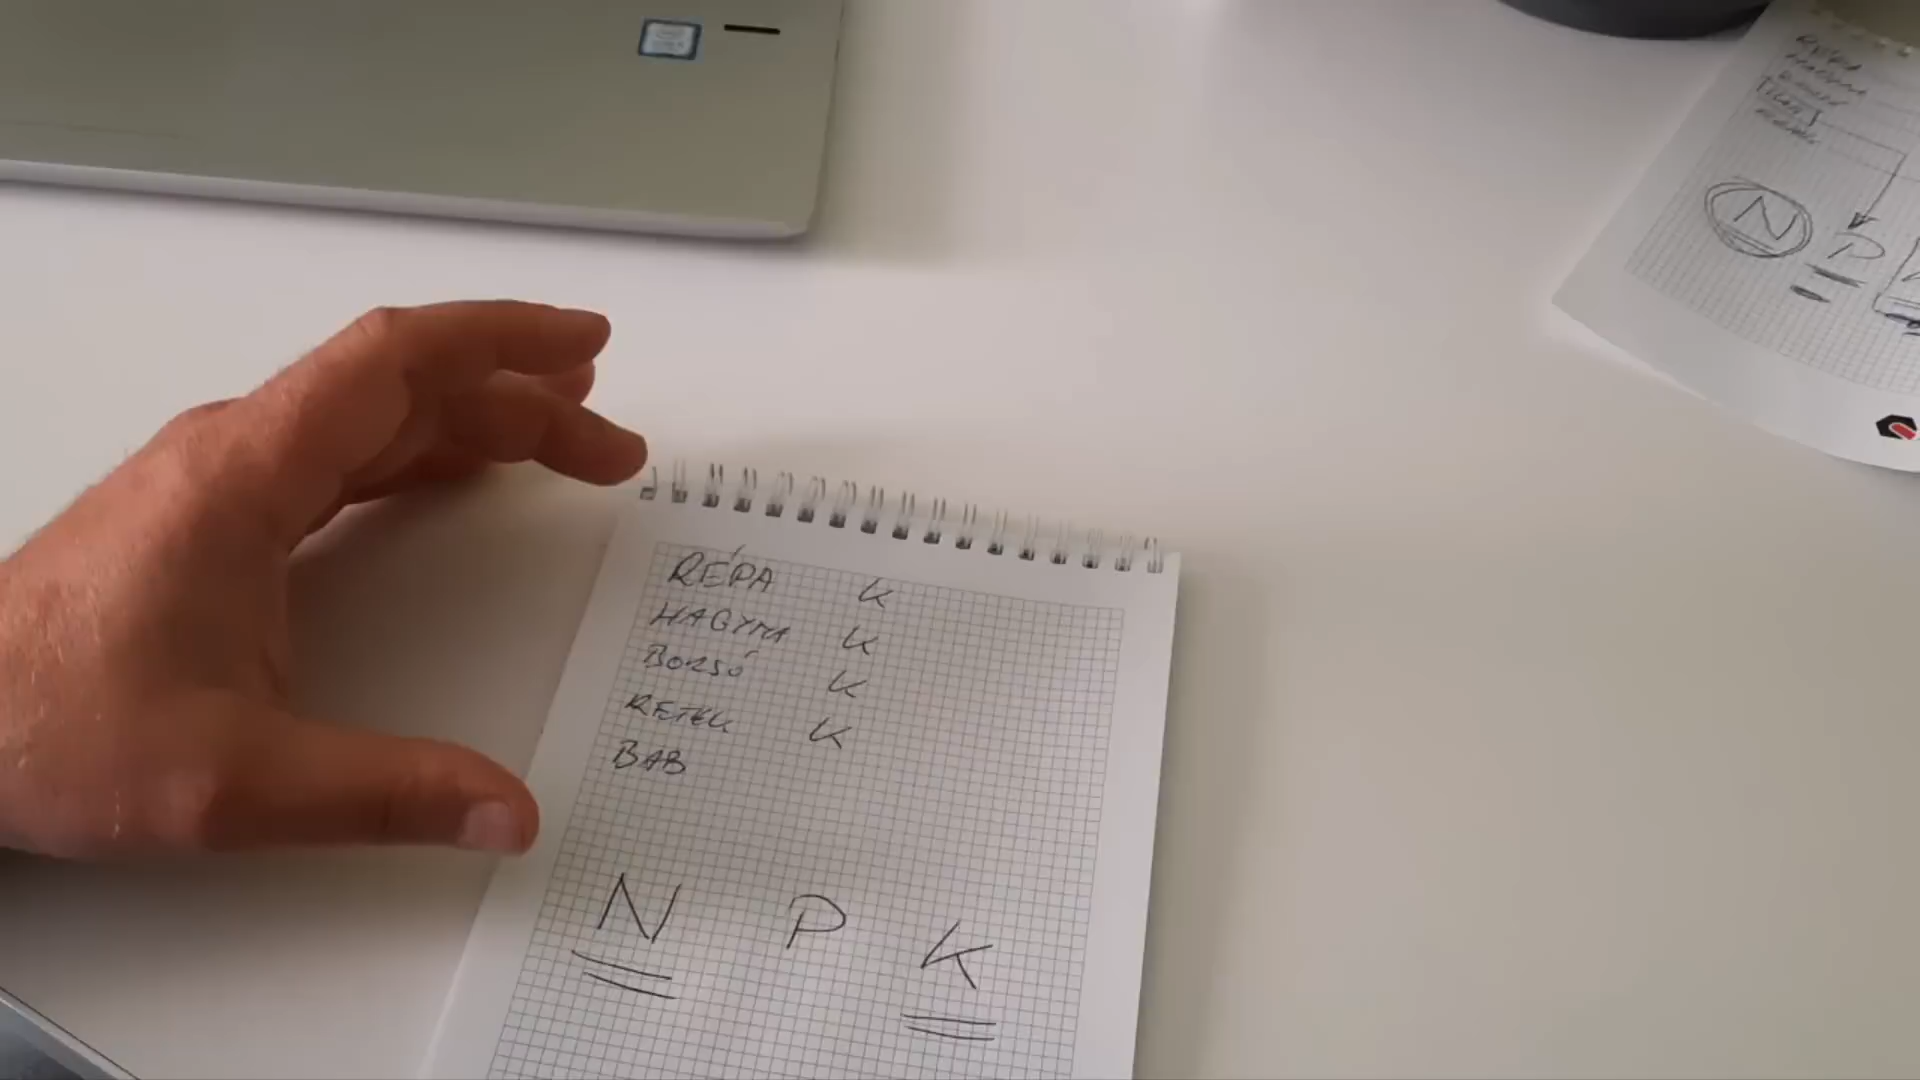 RÉPA K
HAGYMA K
BORSÓ K
RETEK K
BAB
N P K
N P